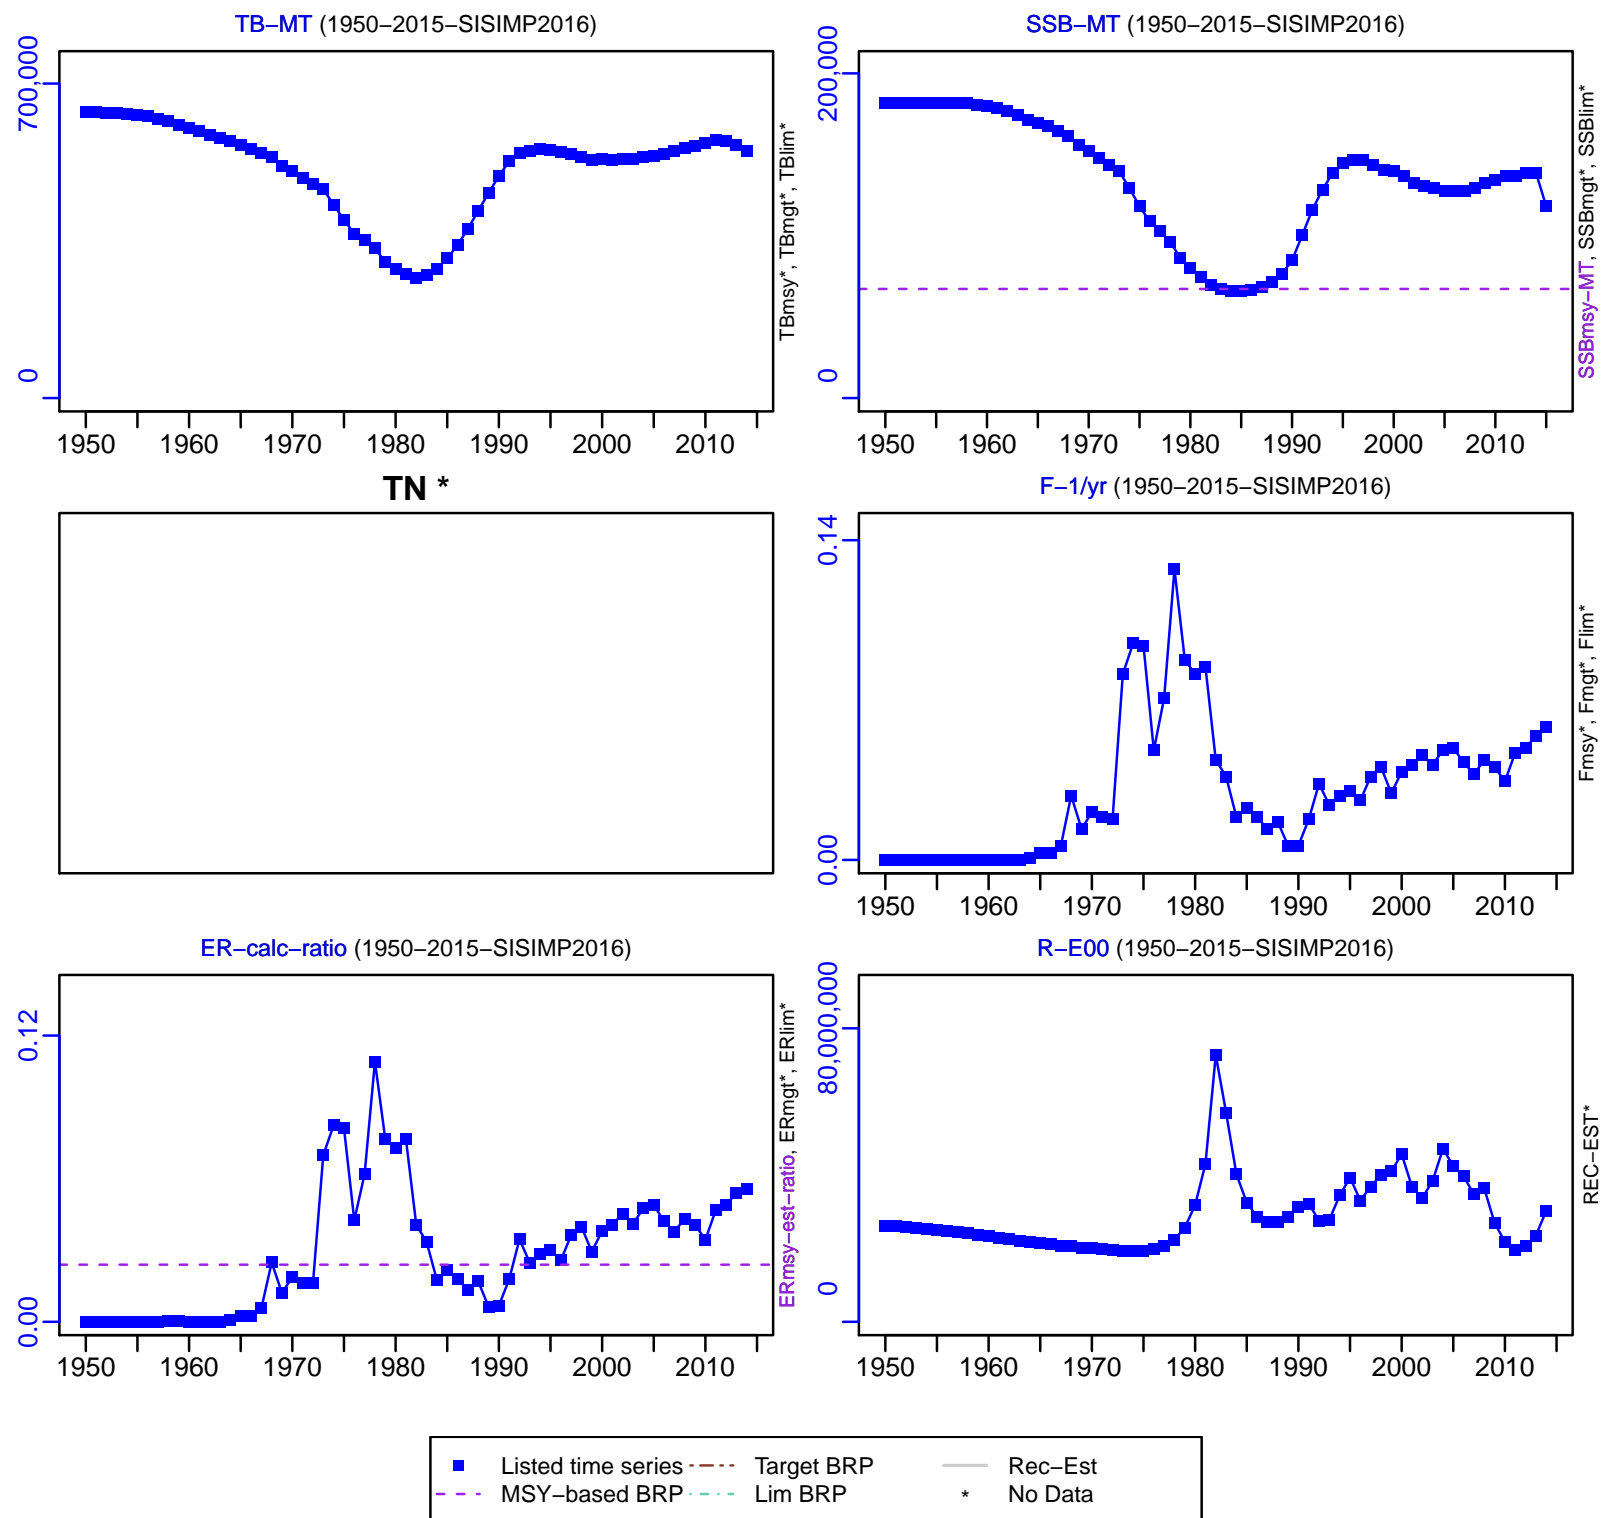 TB−MT (1950−2015−SISIMP2016)
700,000
0
1950 1960 1970 1980 1990 2000 2010
TBmsy*, TBmgt*, TBlim*
SSB−MT (1950−2015−SISIMP2016)
200,000
0
1950 1960 1970 1980 1990 2000 2010
SSBmsy−MT, SSBmgt*, SSBlim*
TN *
F−1/yr (1950−2015−SISIMP2016)
0.14
0.00
1950 1960 1970 1980 1990 2000 2010
Fmsy*, Fmgt*, Flim*
ER−calc−ratio (1950−2015−SISIMP2016)
0.12
0.00
1950 1960 1970 1980 1990 2000 2010
ERmsy−est−ratio, ERmgt*, ERlim*
R−E00 (1950−2015−SISIMP2016)
80,000,000
0
1950 1960 1970 1980 1990 2000 2010
REC−EST*
Listed time series Target BRP Rec−Est
MSY−based BRP Lim BRP * No Data